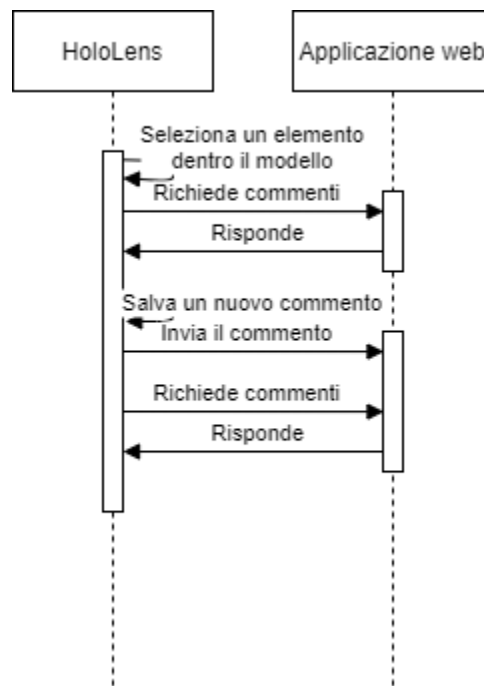 HoloLens
Applicazione web
Seleziona un elemento
dentro il modello
Richiede commenti
Risponde
Salva un nuovo commento
Invia il commento
Richiede commenti
Risponde